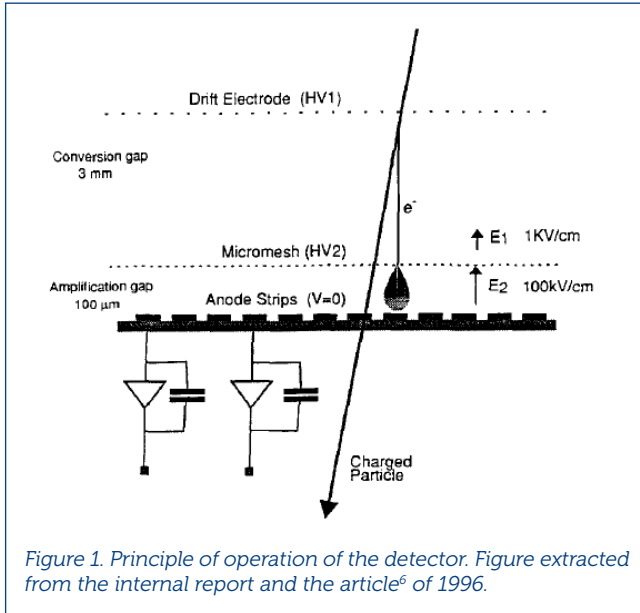 Drift Electrode (HV1)
Conversion gap
3 mm
e-
E1 1KV/cm
Micromesh (HV2)
Amplification gap
100 µm
Anode Strips (V=0)
E2 100kV/cm
Charged
Particle
Figure 1. Principle of operation of the detector. Figure extracted
from the internal report and the article⁶ of 1996.